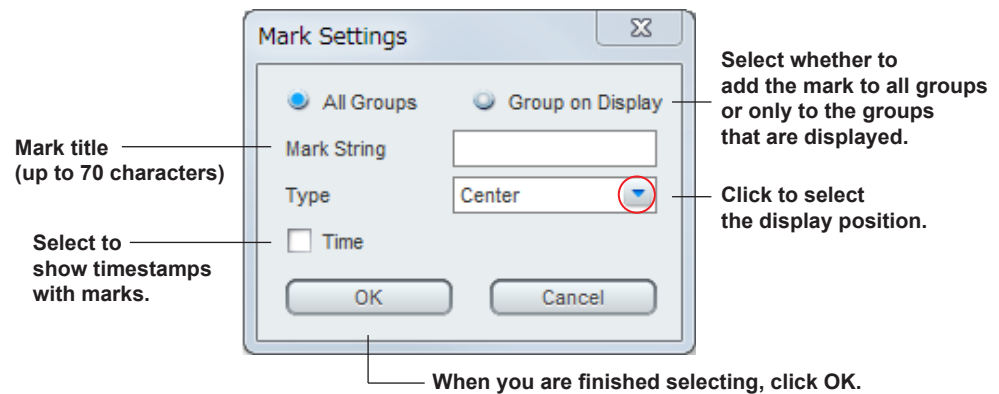 Mark Settings
All Groups
Group on Display
Mark String
Type
Center
Time
OK
Cancel
Select whether to
add the mark to all groups
or only to the groups
that are displayed.
Mark title
(up to 70 characters)
Click to select
the display position.
Select to
show timestamps
with marks.
When you are finished selecting, click OK.